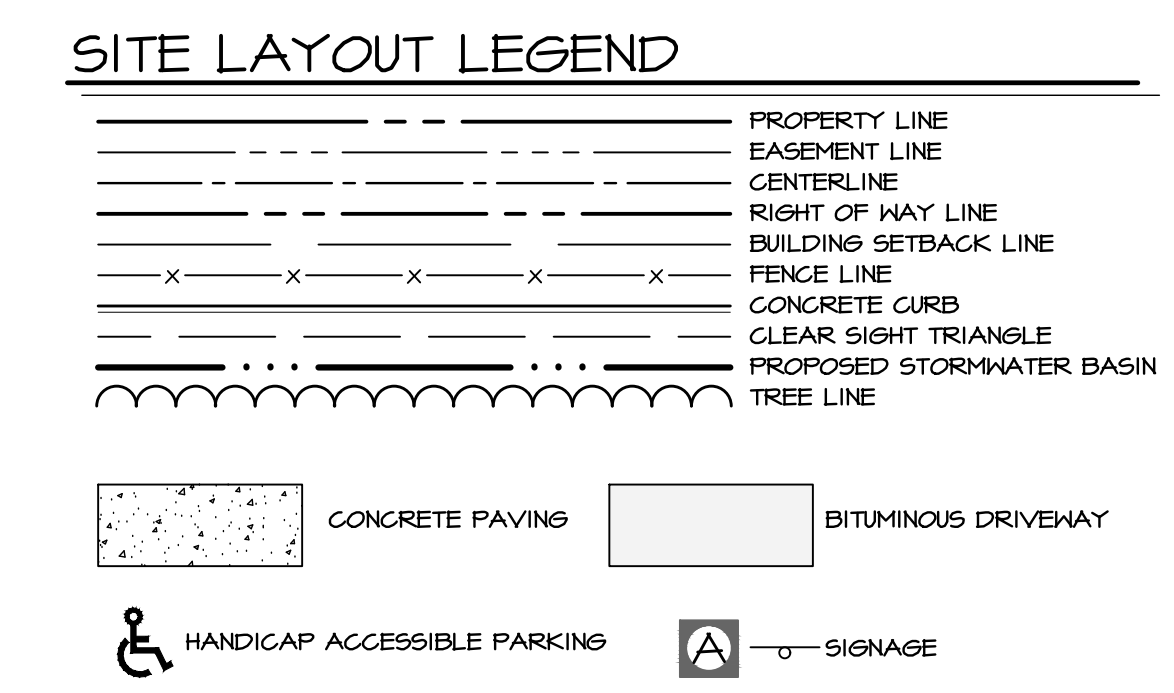 SITE LAYOUT LEGEND
PROPERTY LINE
EASEMENT LINE
CENTERLINE
RIGHT OF WAY LINE
BUILDING SETBACK LINE
FENCE LINE
CONCRETE CURB
CLEAR SIGHT TRIANGLE
PROPOSED STORMWATER BASIN
TREE LINE
CONCRETE PAVING
BITUMINOUS DRIVEWAY
HANDICAP ACCESSIBLE PARKING
A
SIGNAGE